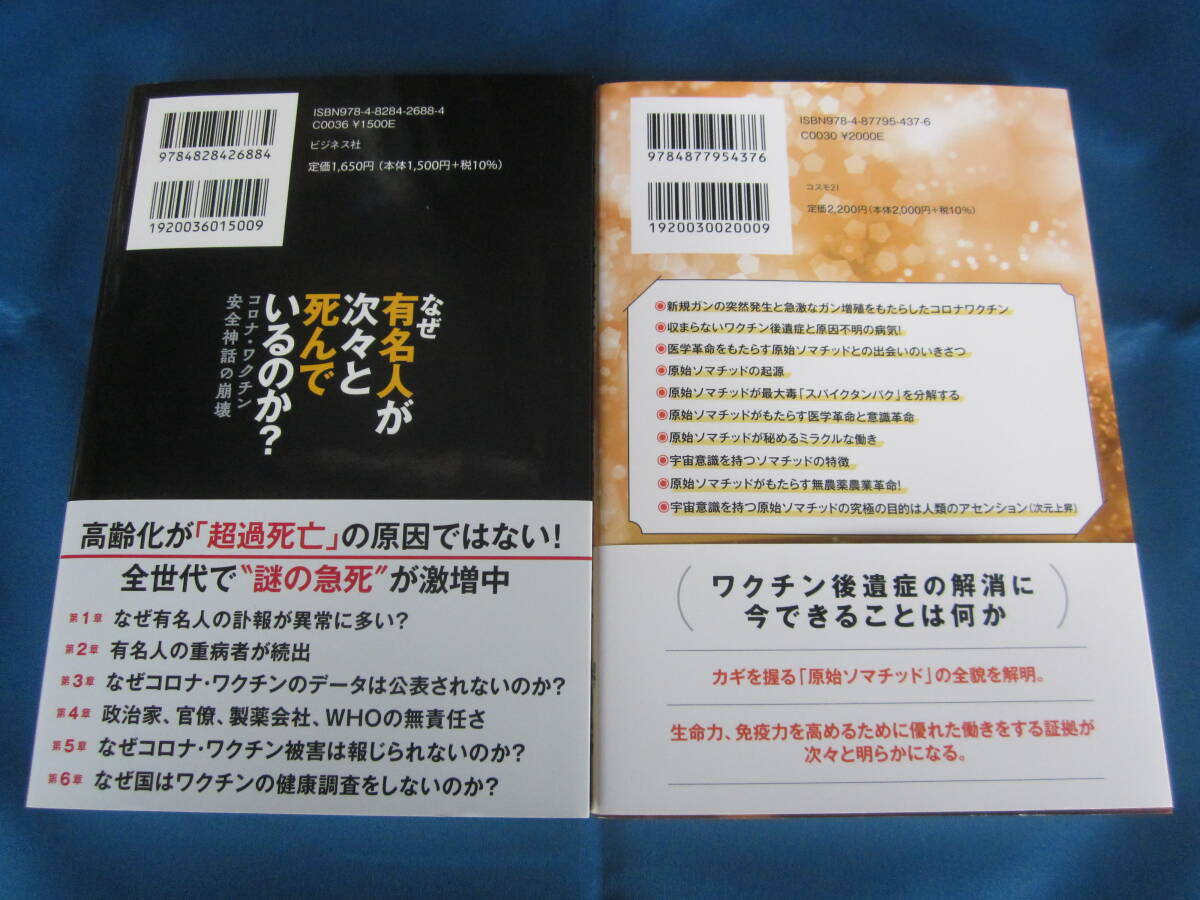 ISBN978-4-8284-2688-4
C0036 ¥1500E
ビジネス社
定価1,650円(本体1,500円+税10%)
9784828426884
1920036015009
なぜ
有名人が
次々と
死んで
いるのか?
コロナ・ワクチン
安全神話の崩壊
高齢化が「超過死亡」の原因ではない!
全世代で“謎の急死”が激増中
第1章 なぜ有名人の訃報が異常に多い?
第2章 有名人の重病者が続出
第3章 なぜコロナ・ワクチンのデータは公表されないのか?
第4章 政治家、官僚、製薬会社、WHOの無責任さ
第5章 なぜコロナ・ワクチン被害は報じられないのか?
第6章 なぜ国はワクチンの健康調査をしないのか?
ISBN978-4-87795-437-6
C0030 ¥2000E
9784877954376
コスモ21
定価2,200円(本体2,000円+税10%)
1920030020009
◉新規ガンの突然発生と急激なガン増殖をもたらしたコロナワクチン
◉収まらないワクチン後遺症と原因不明の病気!
◉医学革命をもたらす原始ソマチッドとの出会いのいきさつ
◉原始ソマチッドの起源
◉原始ソマチッドが最大毒「スパイクタンパク」を分解する
◉原始ソマチッドがもたらす医学革命と意識革命
◉原始ソマチッドが秘めるミラクルな働き
◉宇宙意識を持つソマチッドの特徴
◉原始ソマチッドがもたらす無農薬農業革命!
◉宇宙意識を持つ原始ソマチッドの究極の目的は人類のアセンション(次元上昇)
ワクチン後遺症の解消に
今できることは何か
カギを握る「原始ソマチッド」の全貌を解明。
生命力、免疫力を高めるために優れた働きをする証拠が
次々と明らかになる。